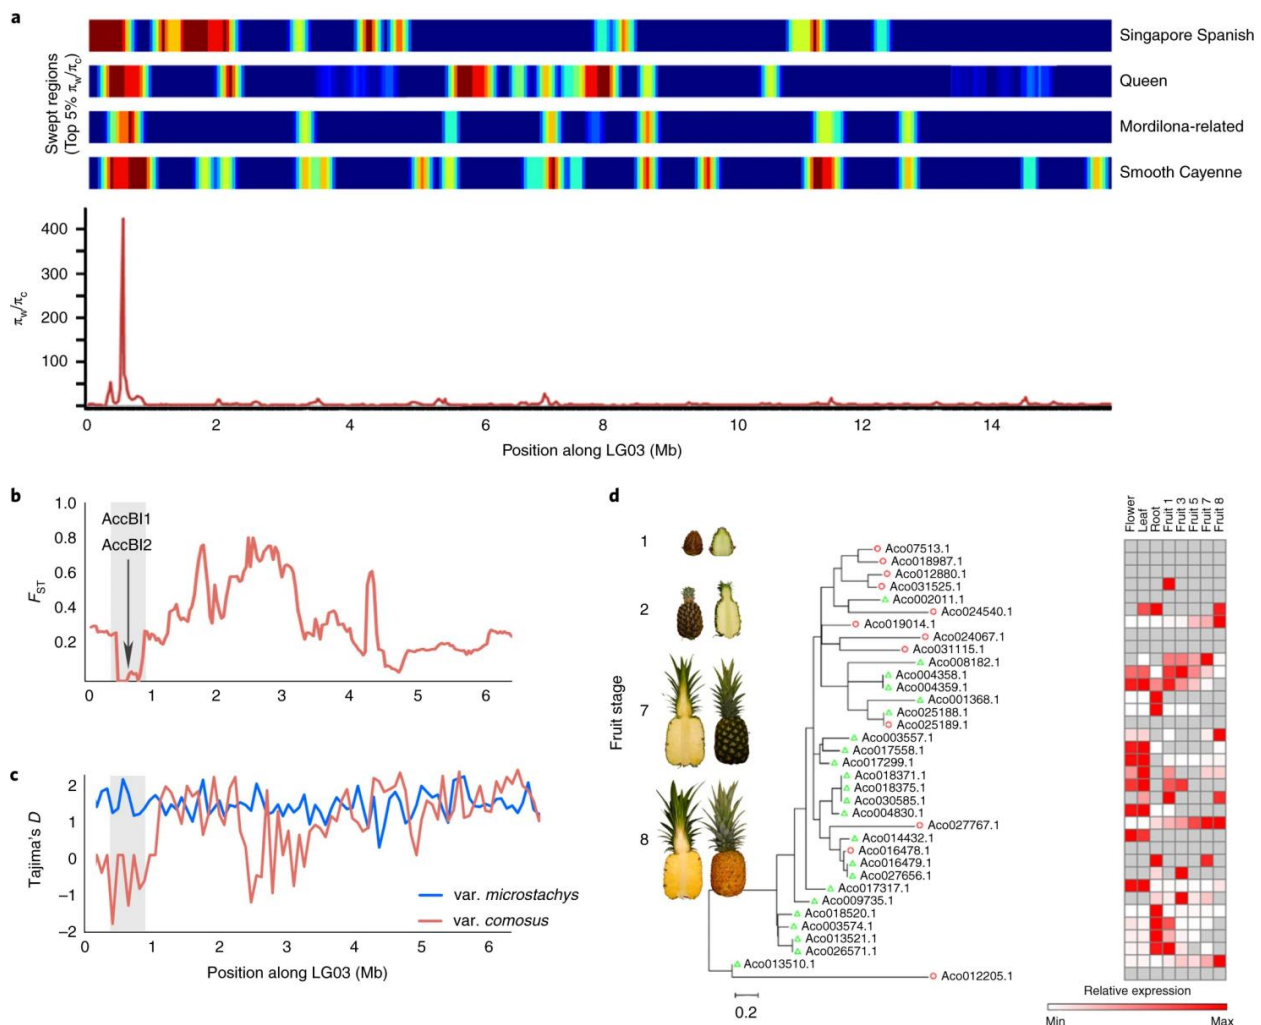 a
Swept regions
(Top 5% πw/πc)
Singapore Spanish
Queen
Mordilona-related
Smooth Cayenne
πw/πc
400
300
200
100
0 2 4 6 8 10 12 14
Position along LG03 (Mb)
b
FST
1.0
0.8
0.6
0.4
0.2
AccBI1
AccBI2
0 1 2 3 4 5 6
c
Tajima's D
2
1
0
−1
−2
var. microstachys
var. comosus
0 1 2 3 4 5 6
Position along LG03 (Mb)
d
Fruit stage
1
2
7
8
Aco07513.1
Aco018987.1
Aco012880.1
Aco031525.1
Aco002011.1
Aco024540.1
Aco019014.1
Aco024067.1
Aco031115.1
Aco008182.1
Aco004358.1
Aco004359.1
Aco001368.1
Aco025188.1
Aco025189.1
Aco003557.1
Aco017558.1
Aco017299.1
Aco018371.1
Aco018375.1
Aco030585.1
Aco004830.1
Aco027767.1
Aco014432.1
Aco016478.1
Aco016479.1
Aco027656.1
Aco017317.1
Aco009735.1
Aco018520.1
Aco003574.1
Aco013521.1
Aco026571.1
Aco013510.1
Aco012205.1
0.2
Flower
Leaf
Root
Fruit 1
Fruit 3
Fruit 5
Fruit 7
Fruit 8
Relative expression
Min Max